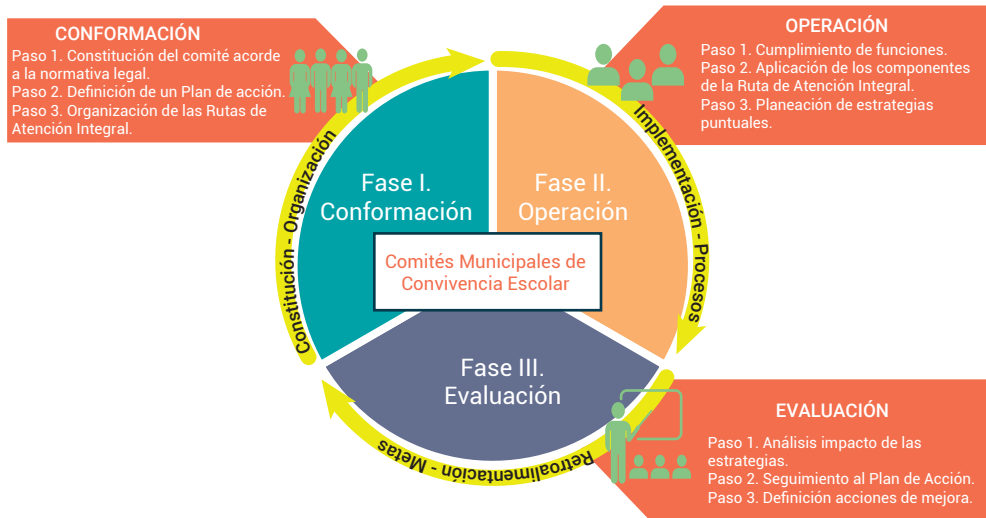 CONFORMACIÓN
Paso 1. Constitución del comité acorde
a la normativa legal.
Paso 2. Definición de un Plan de acción.
Paso 3. Organización de las Rutas de
Atención Integral.
OPERACIÓN
Paso 1. Cumplimiento de funciones.
Paso 2. Aplicación de los componentes
de la Ruta de Atención Integral.
Paso 3. Planeación de estrategias
puntuales.
Constitución - Organización
Implementación - Procesos
Fase I.
Conformación
Fase II.
Operación
Comités Municipales de
Convivencia Escolar
Fase III.
Evaluación
Retroalimentación - Metas
EVALUACIÓN
Paso 1. Análisis impacto de las
estrategias.
Paso 2. Seguimiento al Plan de Acción.
Paso 3. Definición acciones de mejora.